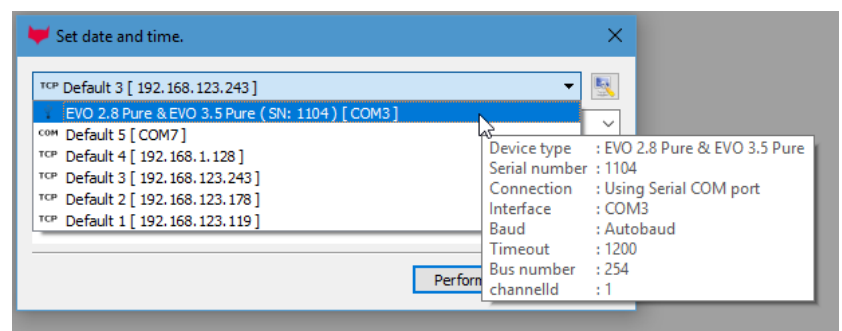 Set date and time.
TCP Default 3 [ 192.168.123.243 ]
EVO 2.8 Pure & EVO 3.5 Pure ( SN: 1104 ) [ COM3 ]
COM Default 5 [ COM7 ]
TCP Default 4 [ 192.168.1.128 ]
TCP Default 3 [ 192.168.123.243 ]
TCP Default 2 [ 192.168.123.178 ]
TCP Default 1 [ 192.168.123.119 ]
Device type : EVO 2.8 Pure & EVO 3.5 Pure
Serial number : 1104
Connection : Using Serial COM port
Interface : COM3
Baud : Autobaud
Timeout : 1200
Bus number : 254
channelId : 1